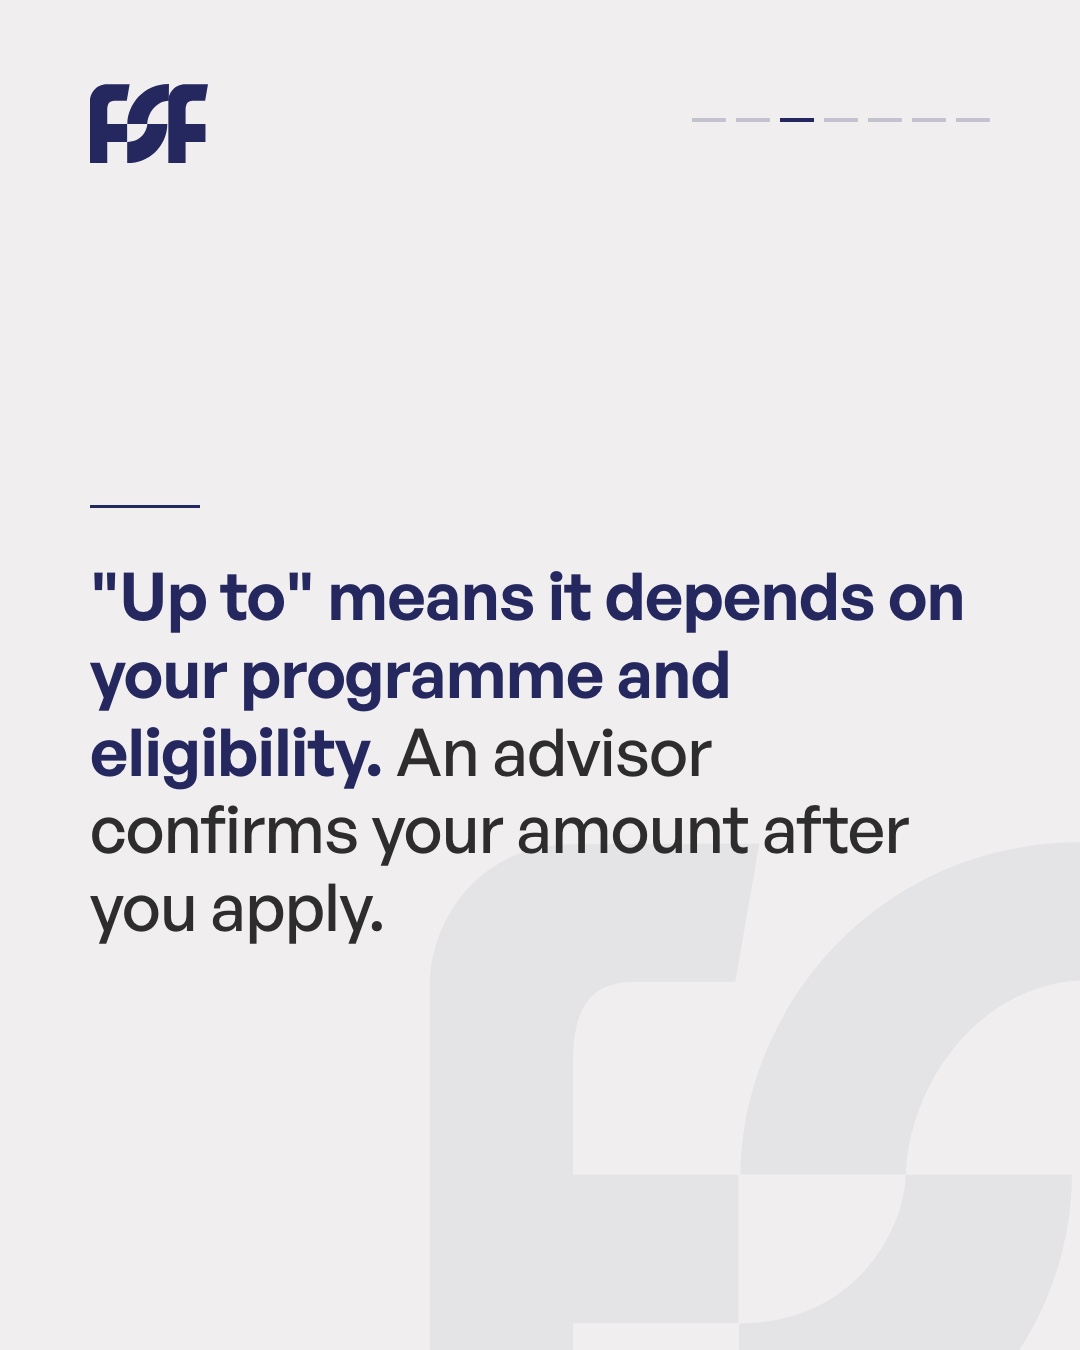 FSF
"Up to" means it depends on
your programme and
eligibility. An advisor
confirms your amount after
you apply.